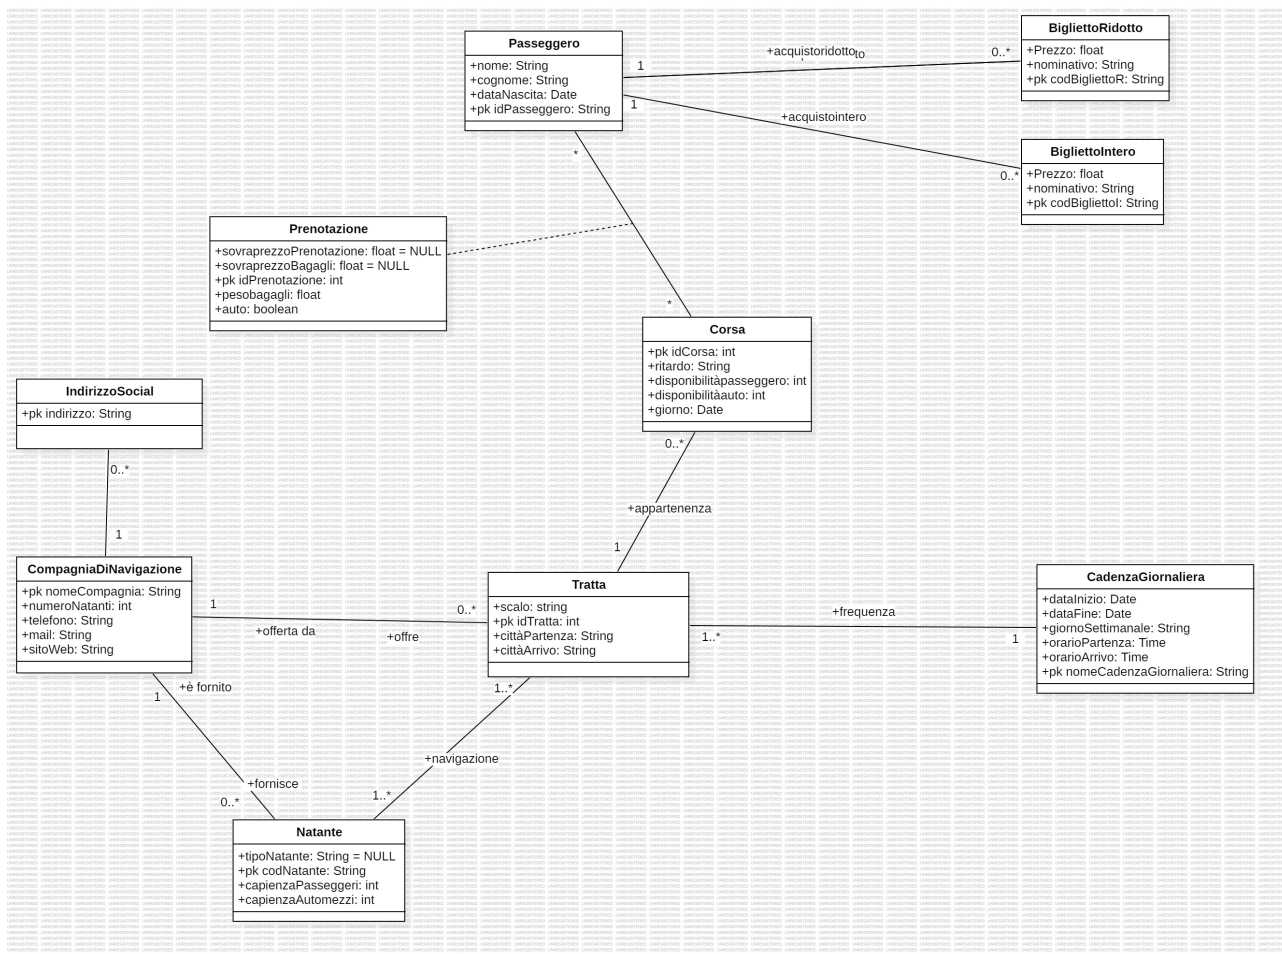 Passeggero
+nome: String
+cognome: String
+dataNascita: Date
+pk idPasseggero: String
1
+acquistoridotto
to
0..*
BigliettoRidotto
+Prezzo: float
+nominativo: String
+pk codBigliettoR: String
1
+acquistointero
0..*
BigliettoIntero
+Prezzo: float
+nominativo: String
+pk codBigliettoI: String
*
*
Prenotazione
+sovraprezzoPrenotazione: float = NULL
+sovraprezzoBagagli: float = NULL
+pk idPrenotazione: int
+pesobagagli: float
+auto: boolean
Corsa
+pk idCorsa: int
+ritardo: String
+disponibilitàpasseggero: int
+disponibilitàauto: int
+giorno: Date
IndirizzoSocial
+pk indirizzo: String
0..*
1
0..*
+appartenenza
1
CompagniaDiNavigazione
+pk nomeCompagnia: String
+numeroNatanti: int
+telefono: String
+mail: String
+sitoWeb: String
1
+offerta da
+offre
0..*
Tratta
+scalo: string
+pk idTratta: int
+cittàPartenza: String
+cittàArrivo: String
+frequenza
1..*
1
CadenzaGiornaliera
+dataInizio: Date
+dataFine: Date
+giornoSettimanale: String
+orarioPartenza: Time
+orarioArrivo: Time
+pk nomeCadenzaGiornaliera: String
+è fornito
1
+fornisce
0..*
1..*
+navigazione
1..*
Natante
+tipoNatante: String = NULL
+pk codNatante: String
+capienzaPasseggeri: int
+capienzaAutomezzi: int